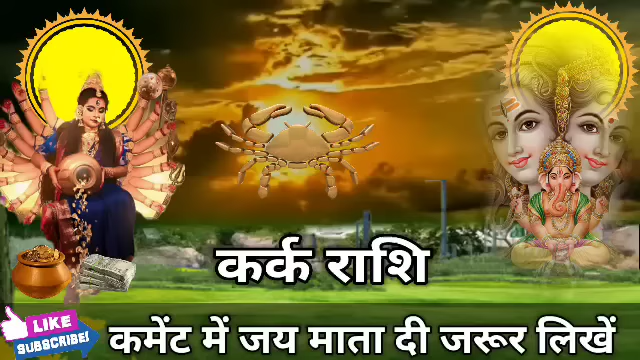 कर्क राशि
LIKE
SUBSCRIBE!
कमेंट में जय माता दी जरूर लिखें